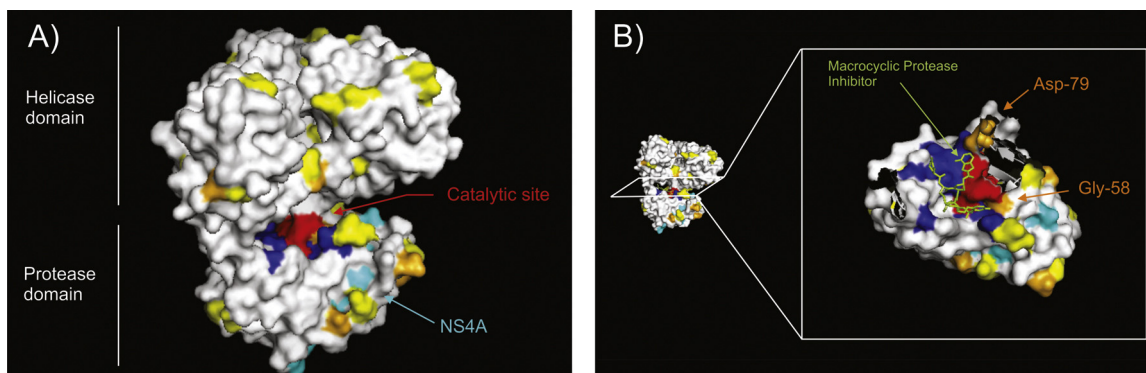 A)
Helicase
domain
Catalytic site
Protease
domain
NS4A
B)
Macrocyclic Protease
Inhibitor
Asp-79
Gly-58